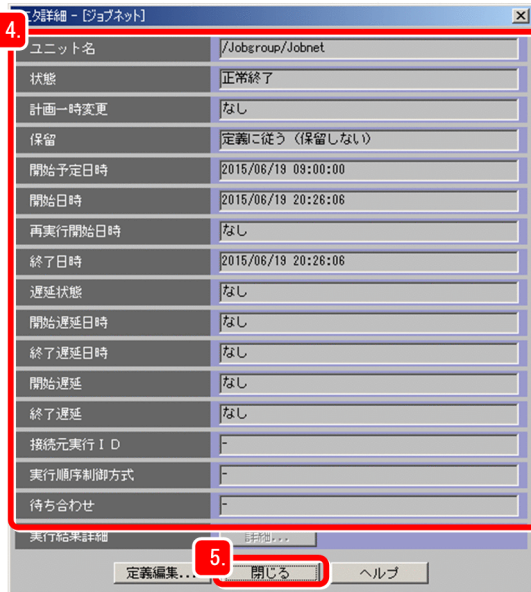 ニタ詳細 - [ジョブネット]
4.
ユニット名 /Jobgroup/Jobnet
状態 正常終了
計画一時変更 なし
保留 定義に従う（保留しない）
開始予定日時 2015/06/19 09:00:00
開始日時 2015/06/19 20:26:06
再実行開始日時 なし
終了日時 2015/06/19 20:26:06
遅延状態 なし
開始遅延日時 なし
終了遅延日時 なし
開始遅延 なし
終了遅延 なし
接続元実行ＩＤ -
実行順序制御方式 -
待ち合わせ -
実行結果詳細 詳細...
5.
定義編集... 閉じる ヘルプ